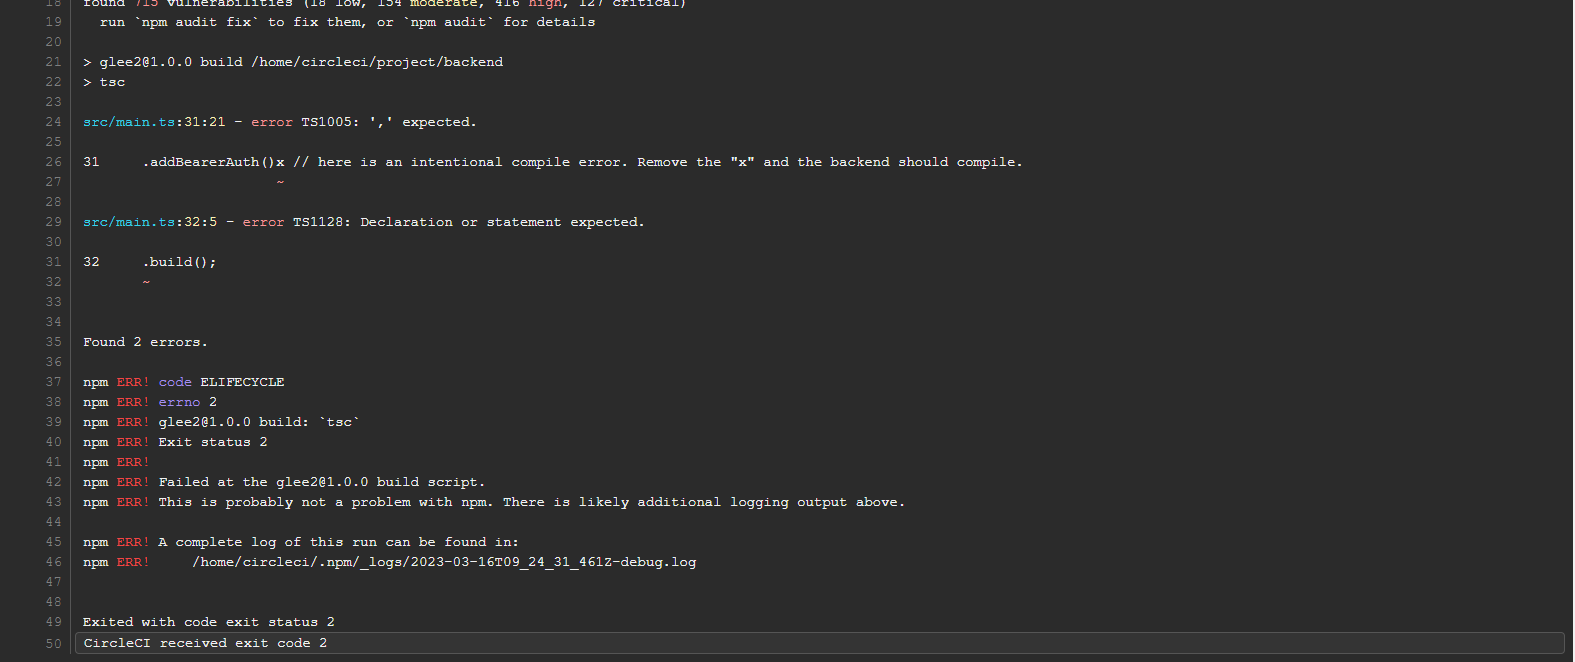 18 found 715 vulnerabilities (18 low, 154 moderate, 416 high, 127 critical)
19   run `npm audit fix` to fix them, or `npm audit` for details
20
21 > glee2@1.0.0 build /home/circleci/project/backend
22 > tsc
23
24 src/main.ts:31:21 - error TS1005: ',' expected.
25
26 31     .addBearerAuth()x // here is an intentional compile error. Remove the "x" and the backend should compile.
27                        ~
28
29 src/main.ts:32:5 - error TS1128: Declaration or statement expected.
30
31 32     .build();
32        ~
33
34
35 Found 2 errors.
36
37 npm ERR! code ELIFECYCLE
38 npm ERR! errno 2
39 npm ERR! glee2@1.0.0 build: `tsc`
40 npm ERR! Exit status 2
41 npm ERR!
42 npm ERR! Failed at the glee2@1.0.0 build script.
43 npm ERR! This is probably not a problem with npm. There is likely additional logging output above.
44
45 npm ERR! A complete log of this run can be found in:
46 npm ERR!     /home/circleci/.npm/_logs/2023-03-16T09_24_31_461Z-debug.log
47
48
49 Exited with code exit status 2
50 CircleCI received exit code 2